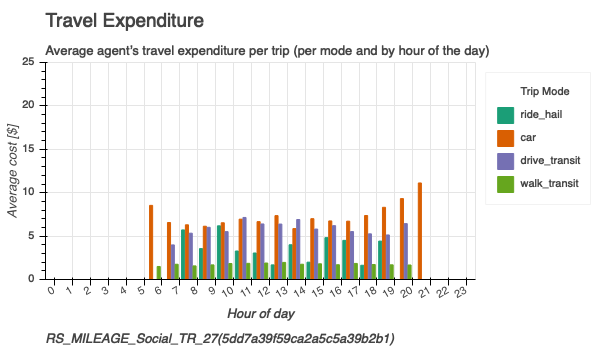 Travel Expenditure
Average agent's travel expenditure per trip (per mode and by hour of the day)
25
20
15
10
5
0
Average cost [$]
0 1 2 3 4 5 6 7 8 9 10 11 12 13 14 15 16 17 18 19 20 21 22 23
Hour of day
Trip Mode
ride_hail
car
drive_transit
walk_transit
RS_MILEAGE_Social_TR_27(5dd7a39f59ca2a5c5a39b2b1)